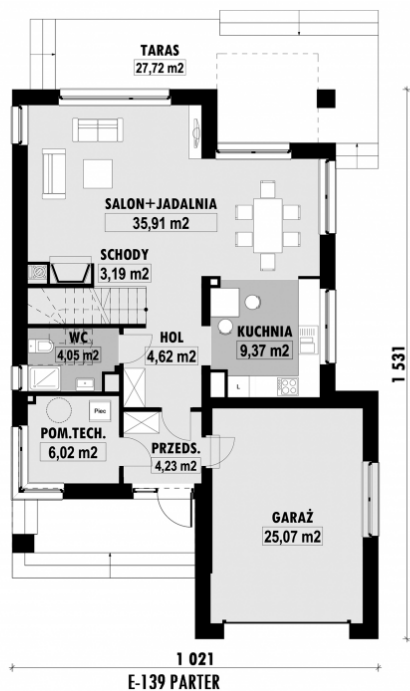 TARAS
27,72 m2
SALON+JADALNIA
35,91 m2
SCHODY
3,19 m2
WC
4,05 m2
HOL
4,62 m2
KUCHNIA
9,37 m2
L
Piec
POM.TECH.
6,02 m2
PRZEDS.
4,23 m2
GARAŻ
25,07 m2
1 531
1 021
E-139 PARTER